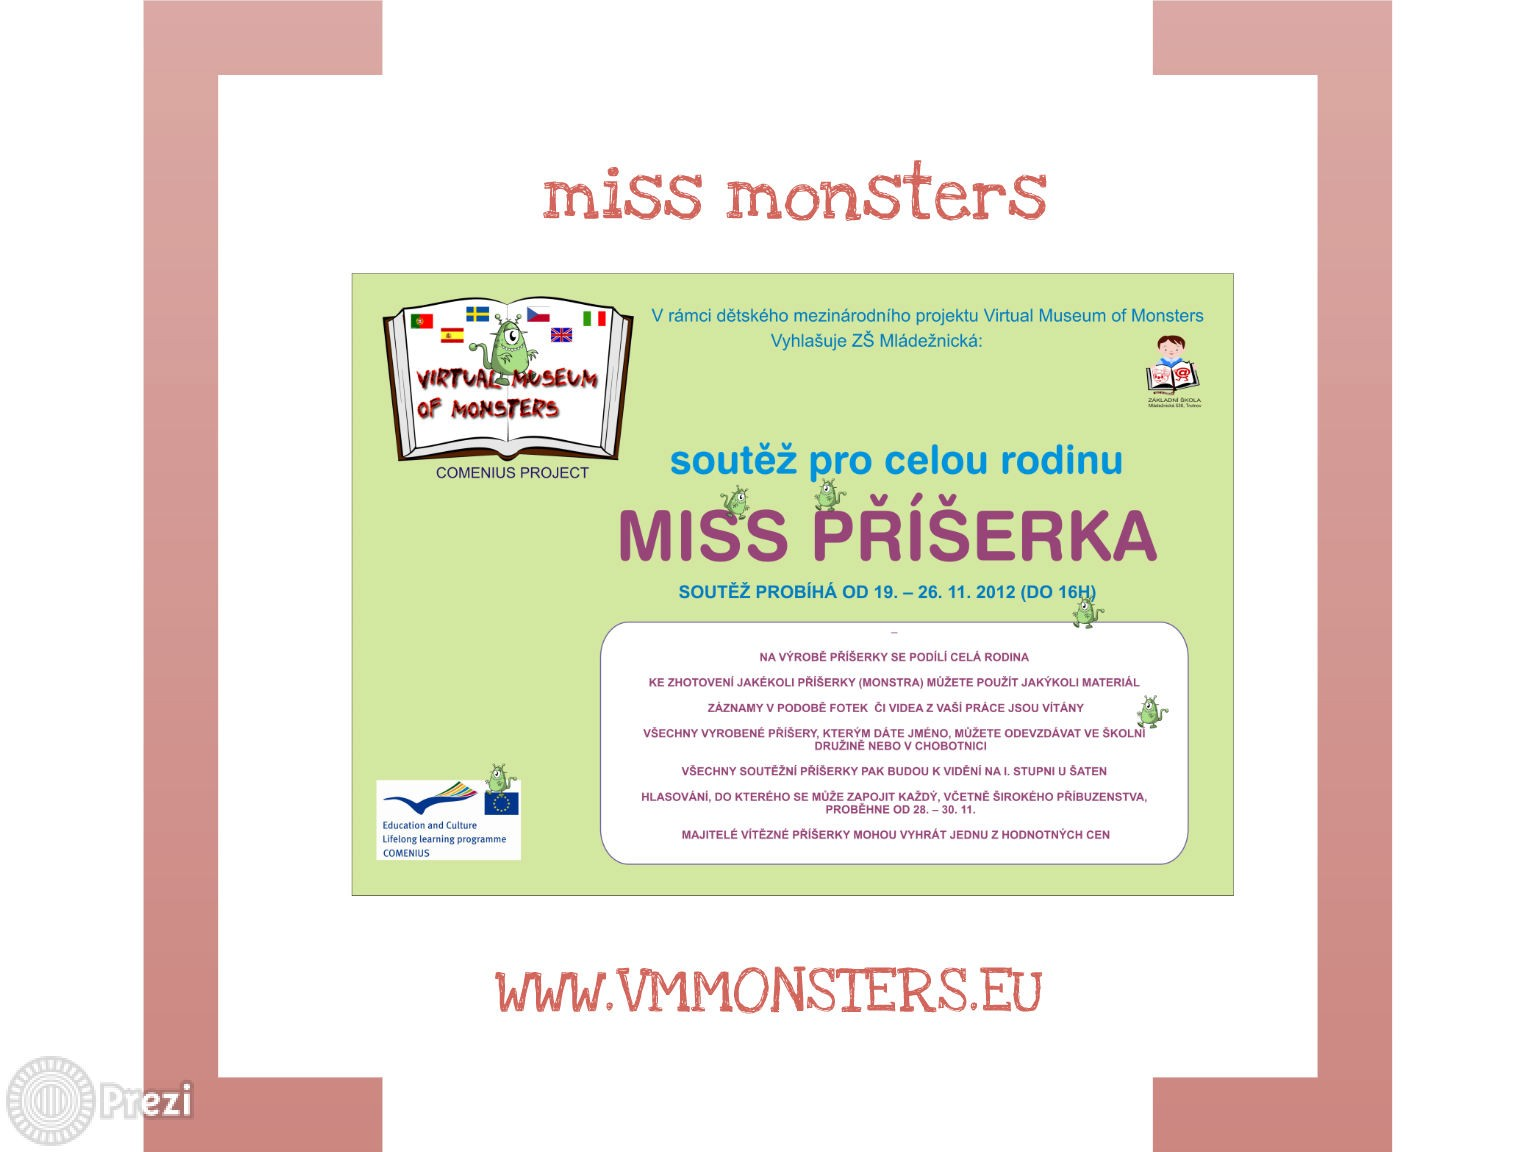 miss monsters
V rámci dětského mezinárodního projektu Virtual Museum of Monsters
Vyhlašuje ZŠ Mládežnická:
VIRTUAL MUSEUM
OF MONSTERS
COMENIUS PROJECT
ZÁKLADNÍ ŠKOLA
Mládežnická 536, Trutnov
soutěž pro celou rodinu
MISS PŘÍŠERKA
SOUTĚŽ PROBÍHÁ OD 19. – 26. 11. 2012 (DO 16H)
–
NA VÝROBĚ PŘÍŠERKY SE PODÍLÍ CELÁ RODINA
KE ZHOTOVENÍ JAKÉKOLI PŘÍŠERKY (MONSTRA) MŮŽETE POUŽÍT JAKÝKOLI MATERIÁL
ZÁZNAMY V PODOBĚ FOTEK ČI VIDEA Z VAŠÍ PRÁCE JSOU VÍTÁNY
VŠECHNY VYROBENÉ PŘÍŠERY, KTERÝM DÁTE JMÉNO, MŮŽETE ODEVZDÁVAT VE ŠKOLNÍ
DRUŽINĚ NEBO V CHOBOTNICI
VŠECHNY SOUTĚŽNÍ PŘÍŠERKY PAK BUDOU K VIDĚNÍ NA I. STUPNI U ŠATEN
HLASOVÁNÍ, DO KTERÉHO SE MŮŽE ZAPOJIT KAŽDÝ, VČETNĚ ŠIROKÉHO PŘÍBUZENSTVA,
PROBĚHNE OD 28. – 30. 11.
MAJITELÉ VÍTĚZNÉ PŘÍŠERKY MOHOU VYHRÁT JEDNU Z HODNOTNÝCH CEN
Education and Culture
Lifelong learning programme
COMENIUS
WWW.VMMONSTERS.EU
Prezi